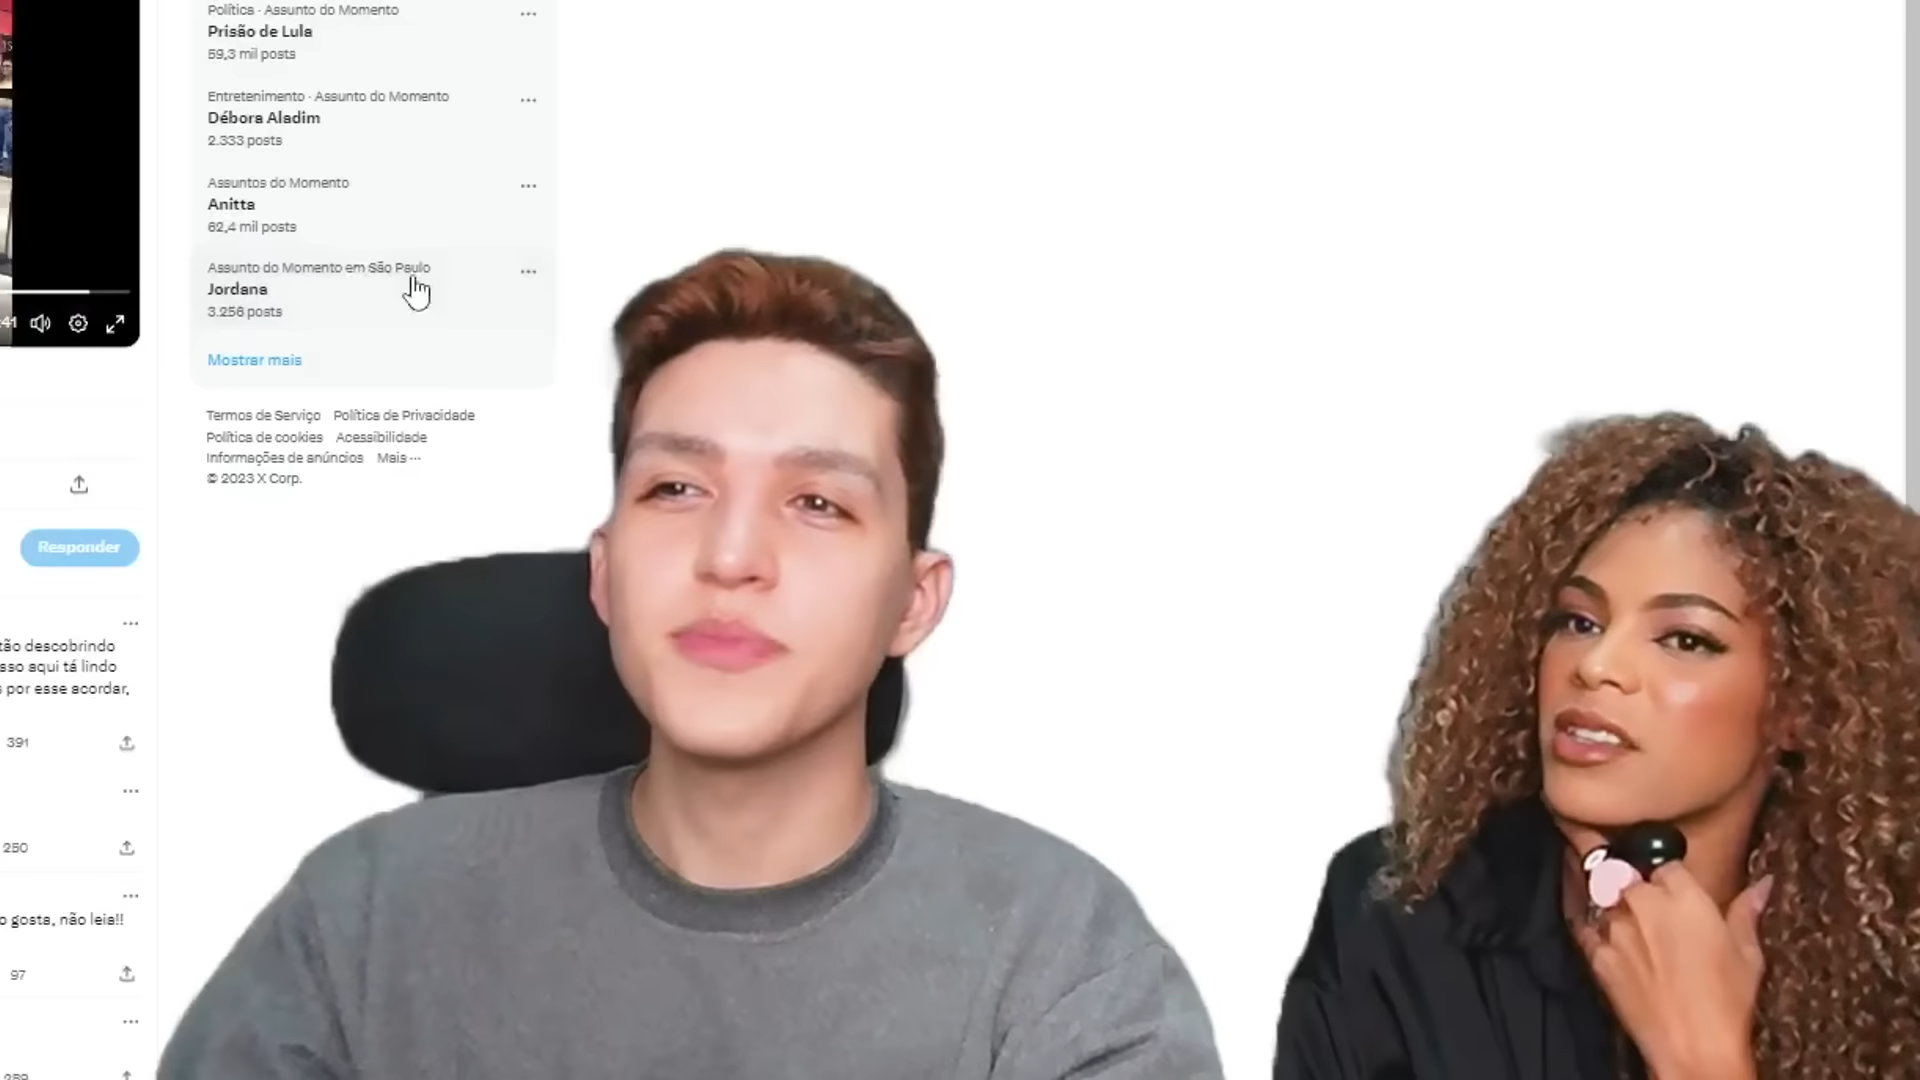 Política · Assunto do Momento
Prisão de Lula
59,3 mil posts
Entretenimento · Assunto do Momento
Débora Aladim
2.333 posts
Assuntos do Momento
Anitta
62,4 mil posts
Assunto do Momento em São Paulo
Jordana
3.256 posts
Mostrar mais
Termos de Serviço Política de Privacidade
Política de cookies Acessibilidade
Informações de anúncios Mais ···
© 2023 X Corp.
:41
Responder
tão descobrindo
sso aqui tá lindo
s por esse acordar,
391
250
o gosta, não leia!!
97